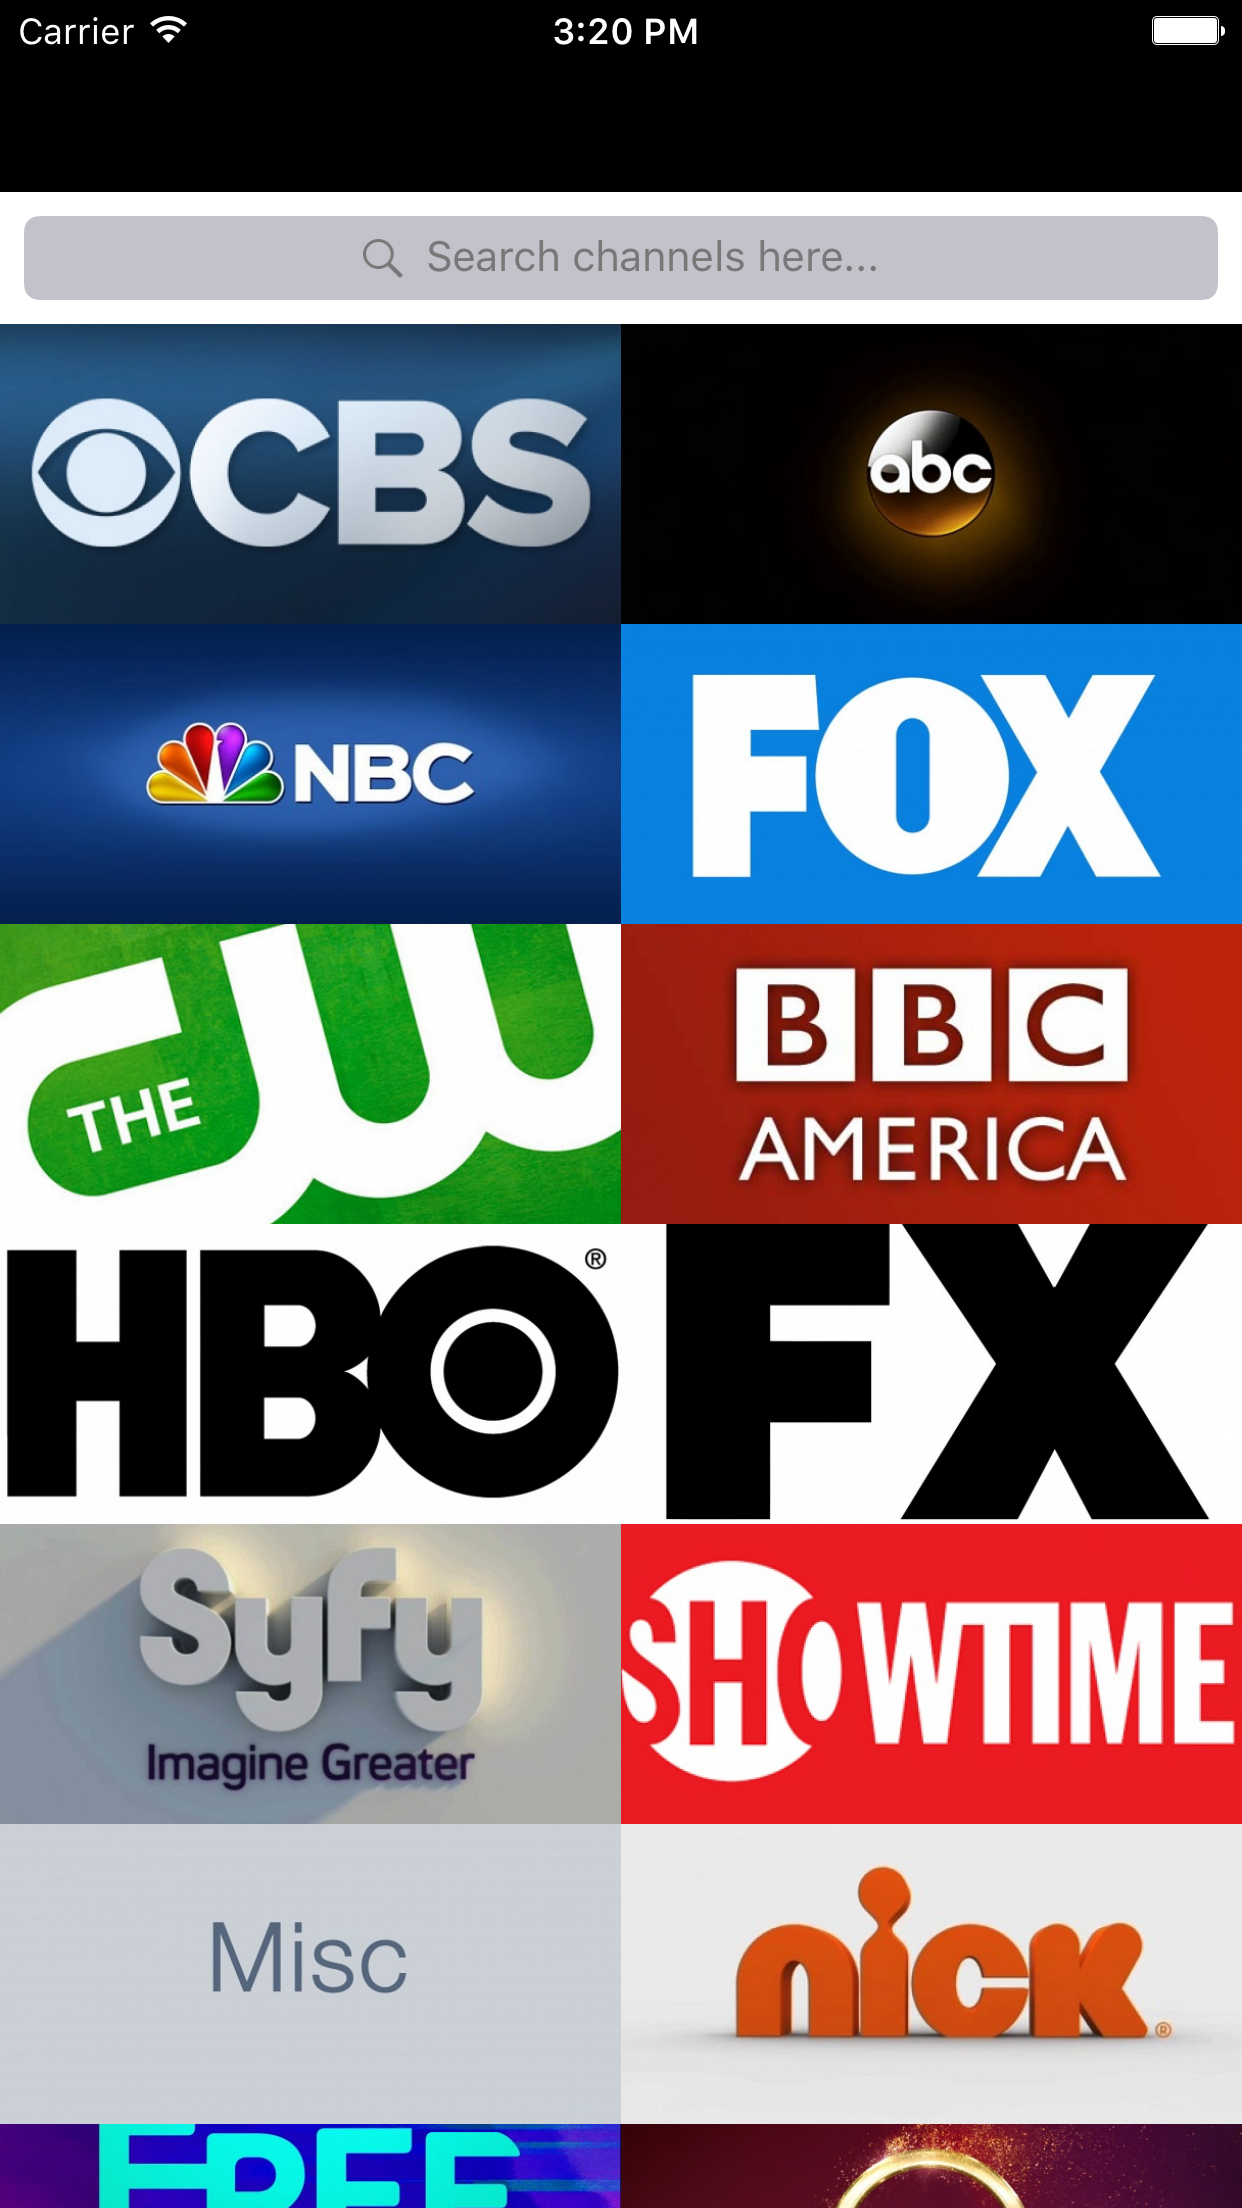 Carrier 3:20 PM
Search channels here...
CBS
abc
NBC
FOX
THE CW
BBC
AMERICA
HBO®
FX
Syfy
Imagine Greater
SHOWTIME
Misc
nick®
FREE